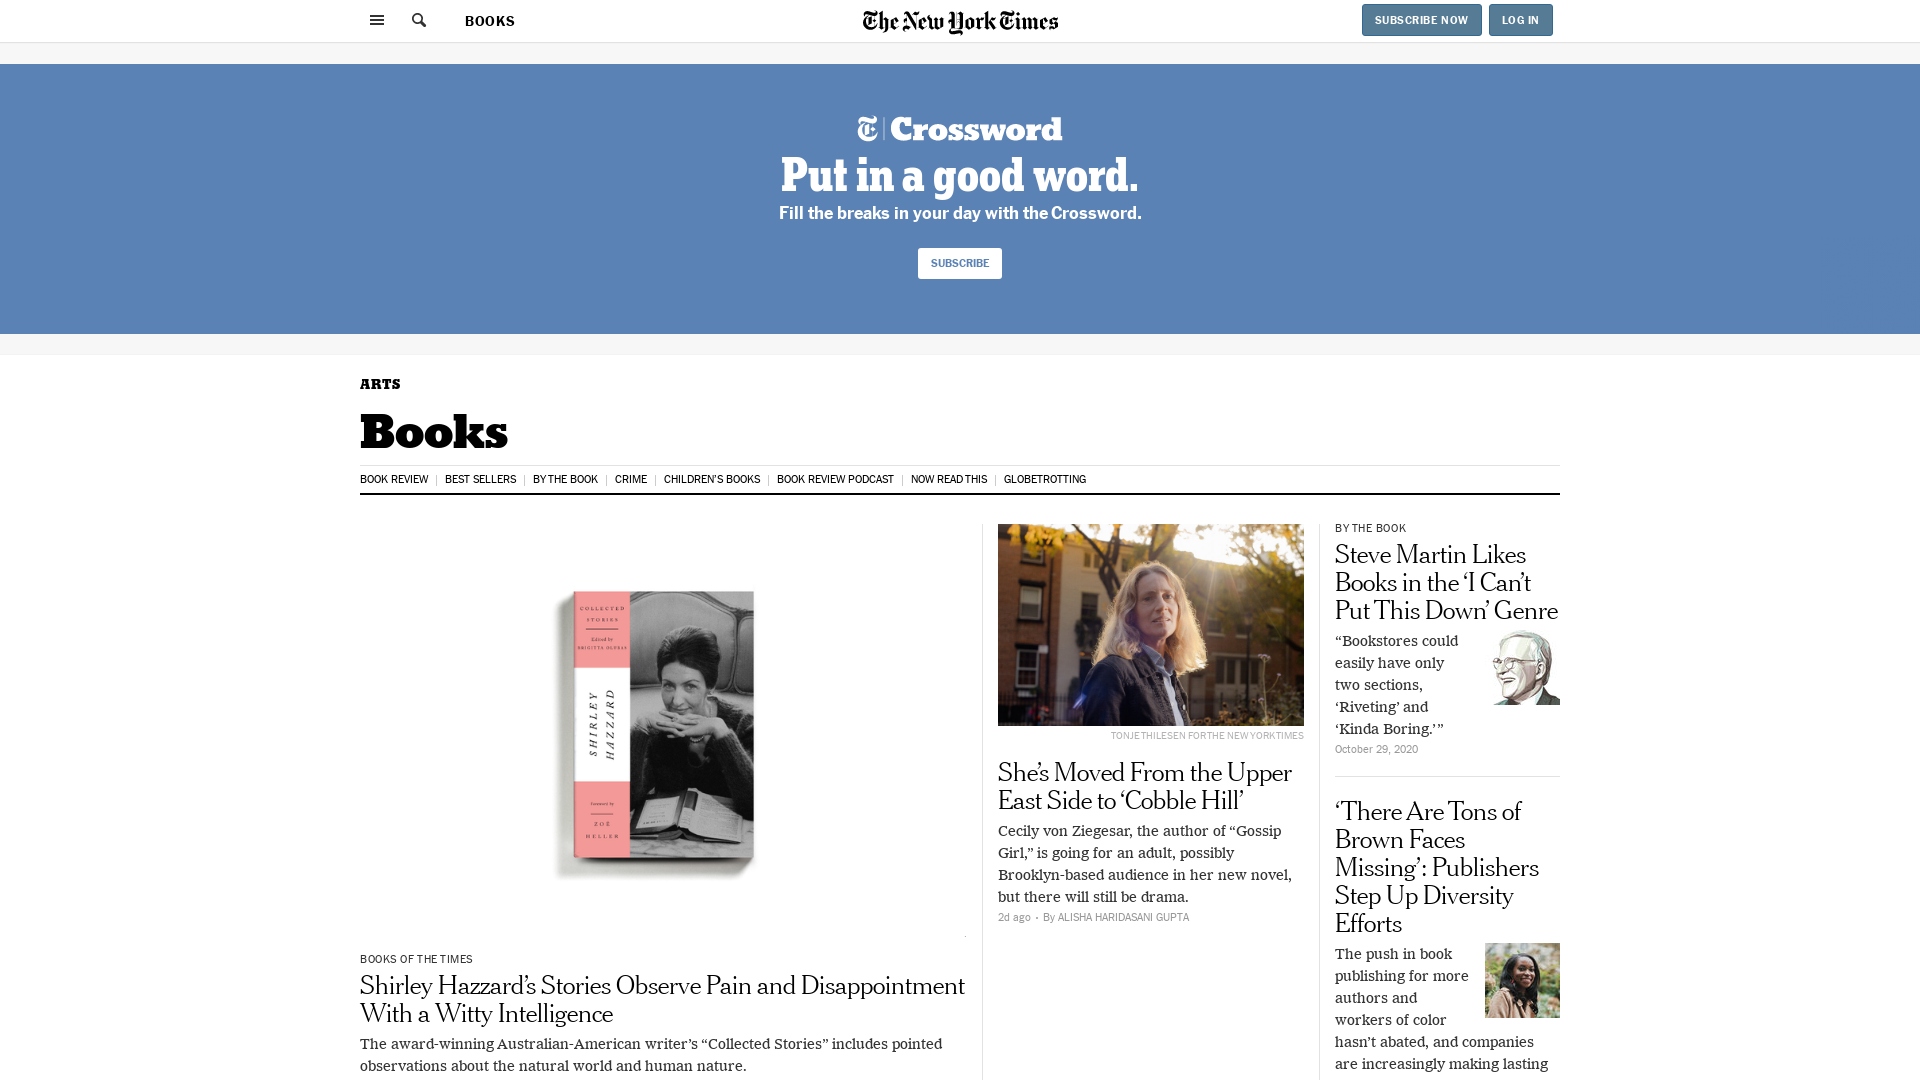 BOOKS
The New York Times
SUBSCRIBE NOW
LOG IN
Crossword
Put in a good word.
Fill the breaks in your day with the Crossword.
SUBSCRIBE
ARTS
Books
BOOK REVIEW
BEST SELLERS
BY THE BOOK
CRIME
CHILDREN'S BOOKS
BOOK REVIEW PODCAST
NOW READ THIS
GLOBETROTTING
COLLECTED
STORIES
Edited by
BRIGITTA OLUBAS
SHIRLEY
HAZZARD
Foreword by
ZOË
HELLER
BOOKS OF THE TIMES
Shirley Hazzard’s Stories Observe Pain and Disappointment
With a Witty Intelligence
The award-winning Australian-American writer’s “Collected Stories” includes pointed
observations about the natural world and human nature.
TONJE THILESEN FOR THE NEW YORK TIMES
She’s Moved From the Upper
East Side to ‘Cobble Hill’
Cecily von Ziegesar, the author of “Gossip
Girl,” is going for an adult, possibly
Brooklyn-based audience in her new novel,
but there will still be drama.
2d ago · By ALISHA HARIDASANI GUPTA
BY THE BOOK
Steve Martin Likes
Books in the ‘I Can’t
Put This Down’ Genre
“Bookstores could
easily have only
two sections,
‘Riveting’ and
‘Kinda Boring.’ ”
October 29, 2020
‘There Are Tons of
Brown Faces
Missing’: Publishers
Step Up Diversity
Efforts
The push in book
publishing for more
authors and
workers of color
hasn’t abated, and companies
are increasingly making lasting